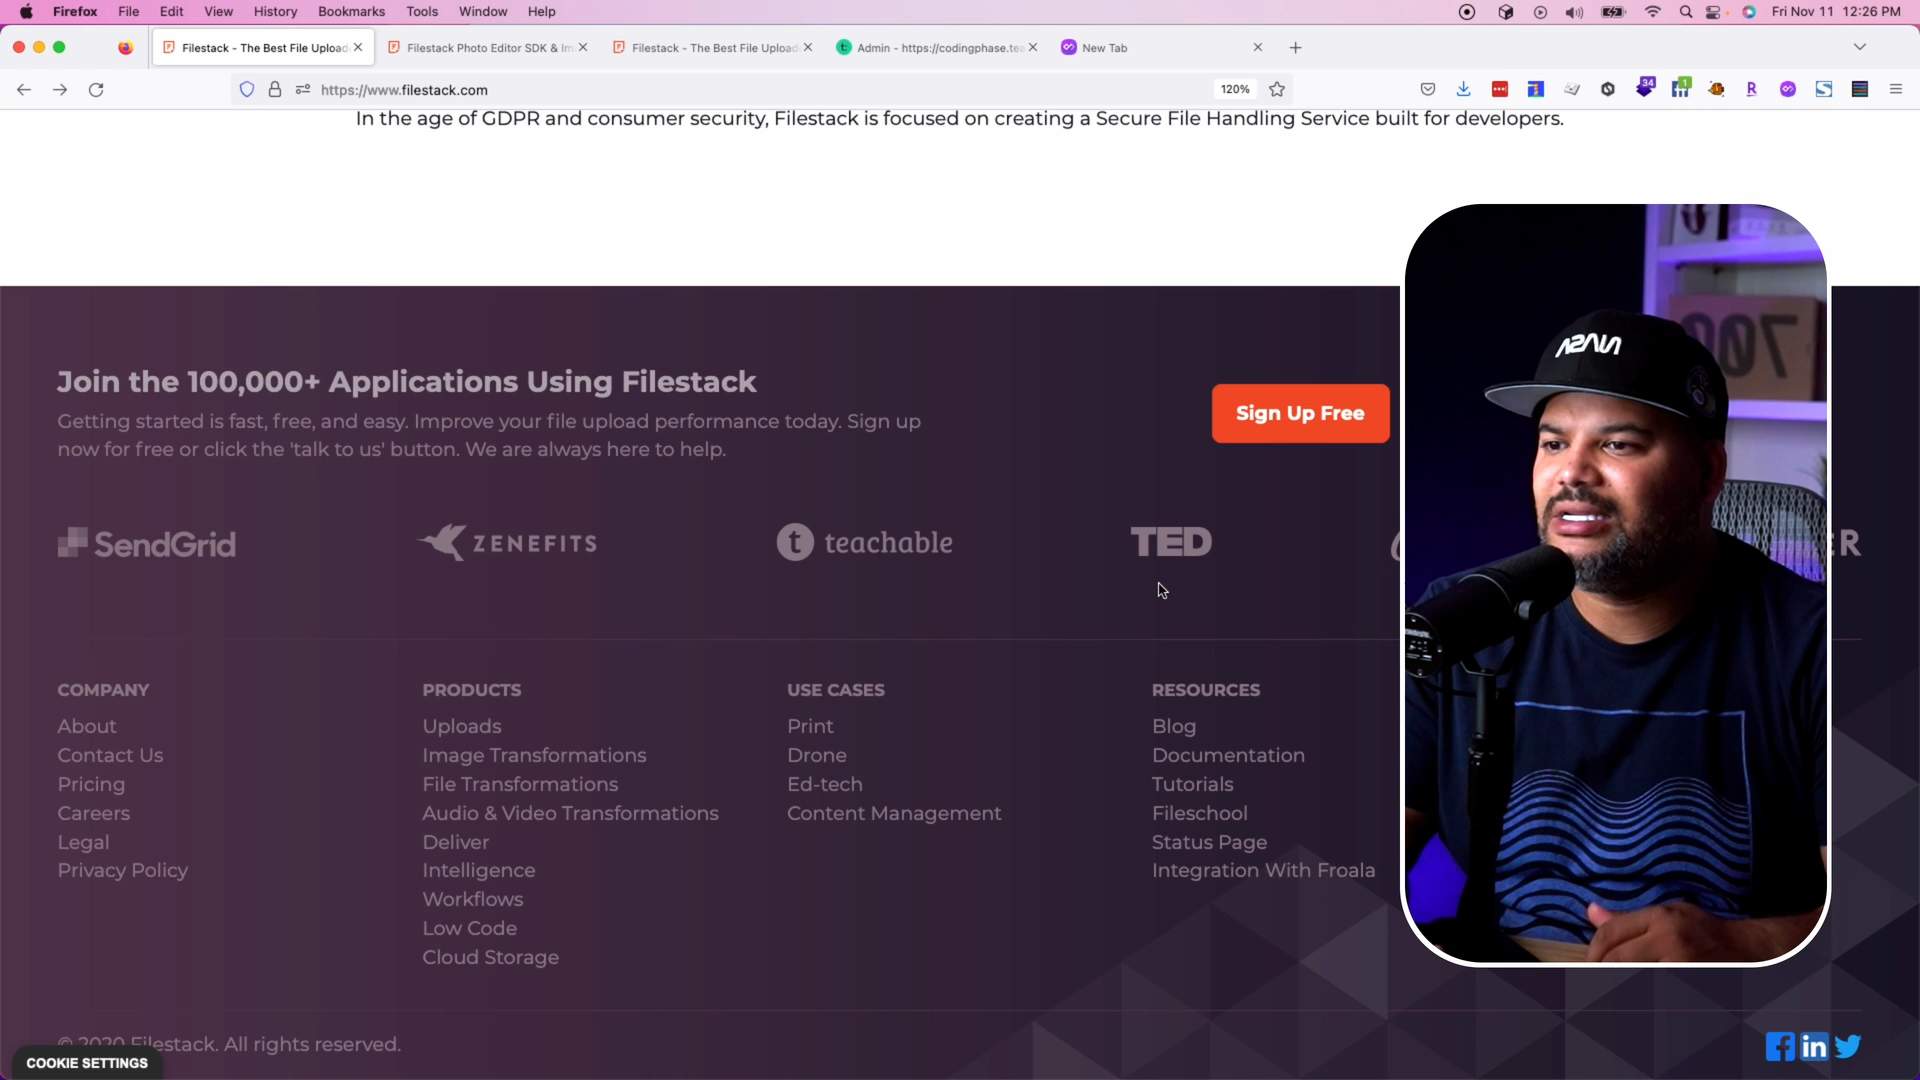 Firefox File Edit View History Bookmarks Tools Window Help Fri Nov 11 12:26 PM
Filestack - The Best File Upload Filestack Photo Editor SDK & Im Filestack - The Best File Upload Admin - https://codingphase.tea New Tab
https://www.filestack.com 120% 34 1
In the age of GDPR and consumer security, Filestack is focused on creating a Secure File Handling Service built for developers.
Join the 100,000+ Applications Using Filestack
Getting started is fast, free, and easy. Improve your file upload performance today. Sign up
now for free or click the 'talk to us' button. We are always here to help.
Sign Up Free
SendGrid ZENEFITS teachable TED
COMPANY
About
Contact Us
Pricing
Careers
Legal
Privacy Policy
PRODUCTS
Uploads
Image Transformations
File Transformations
Audio & Video Transformations
Deliver
Intelligence
Workflows
Low Code
Cloud Storage
USE CASES
Print
Drone
Ed-tech
Content Management
RESOURCES
Blog
Documentation
Tutorials
Fileschool
Status Page
Integration With Froala
© 2020 Filestack. All rights reserved.
COOKIE SETTINGS
NASA
700